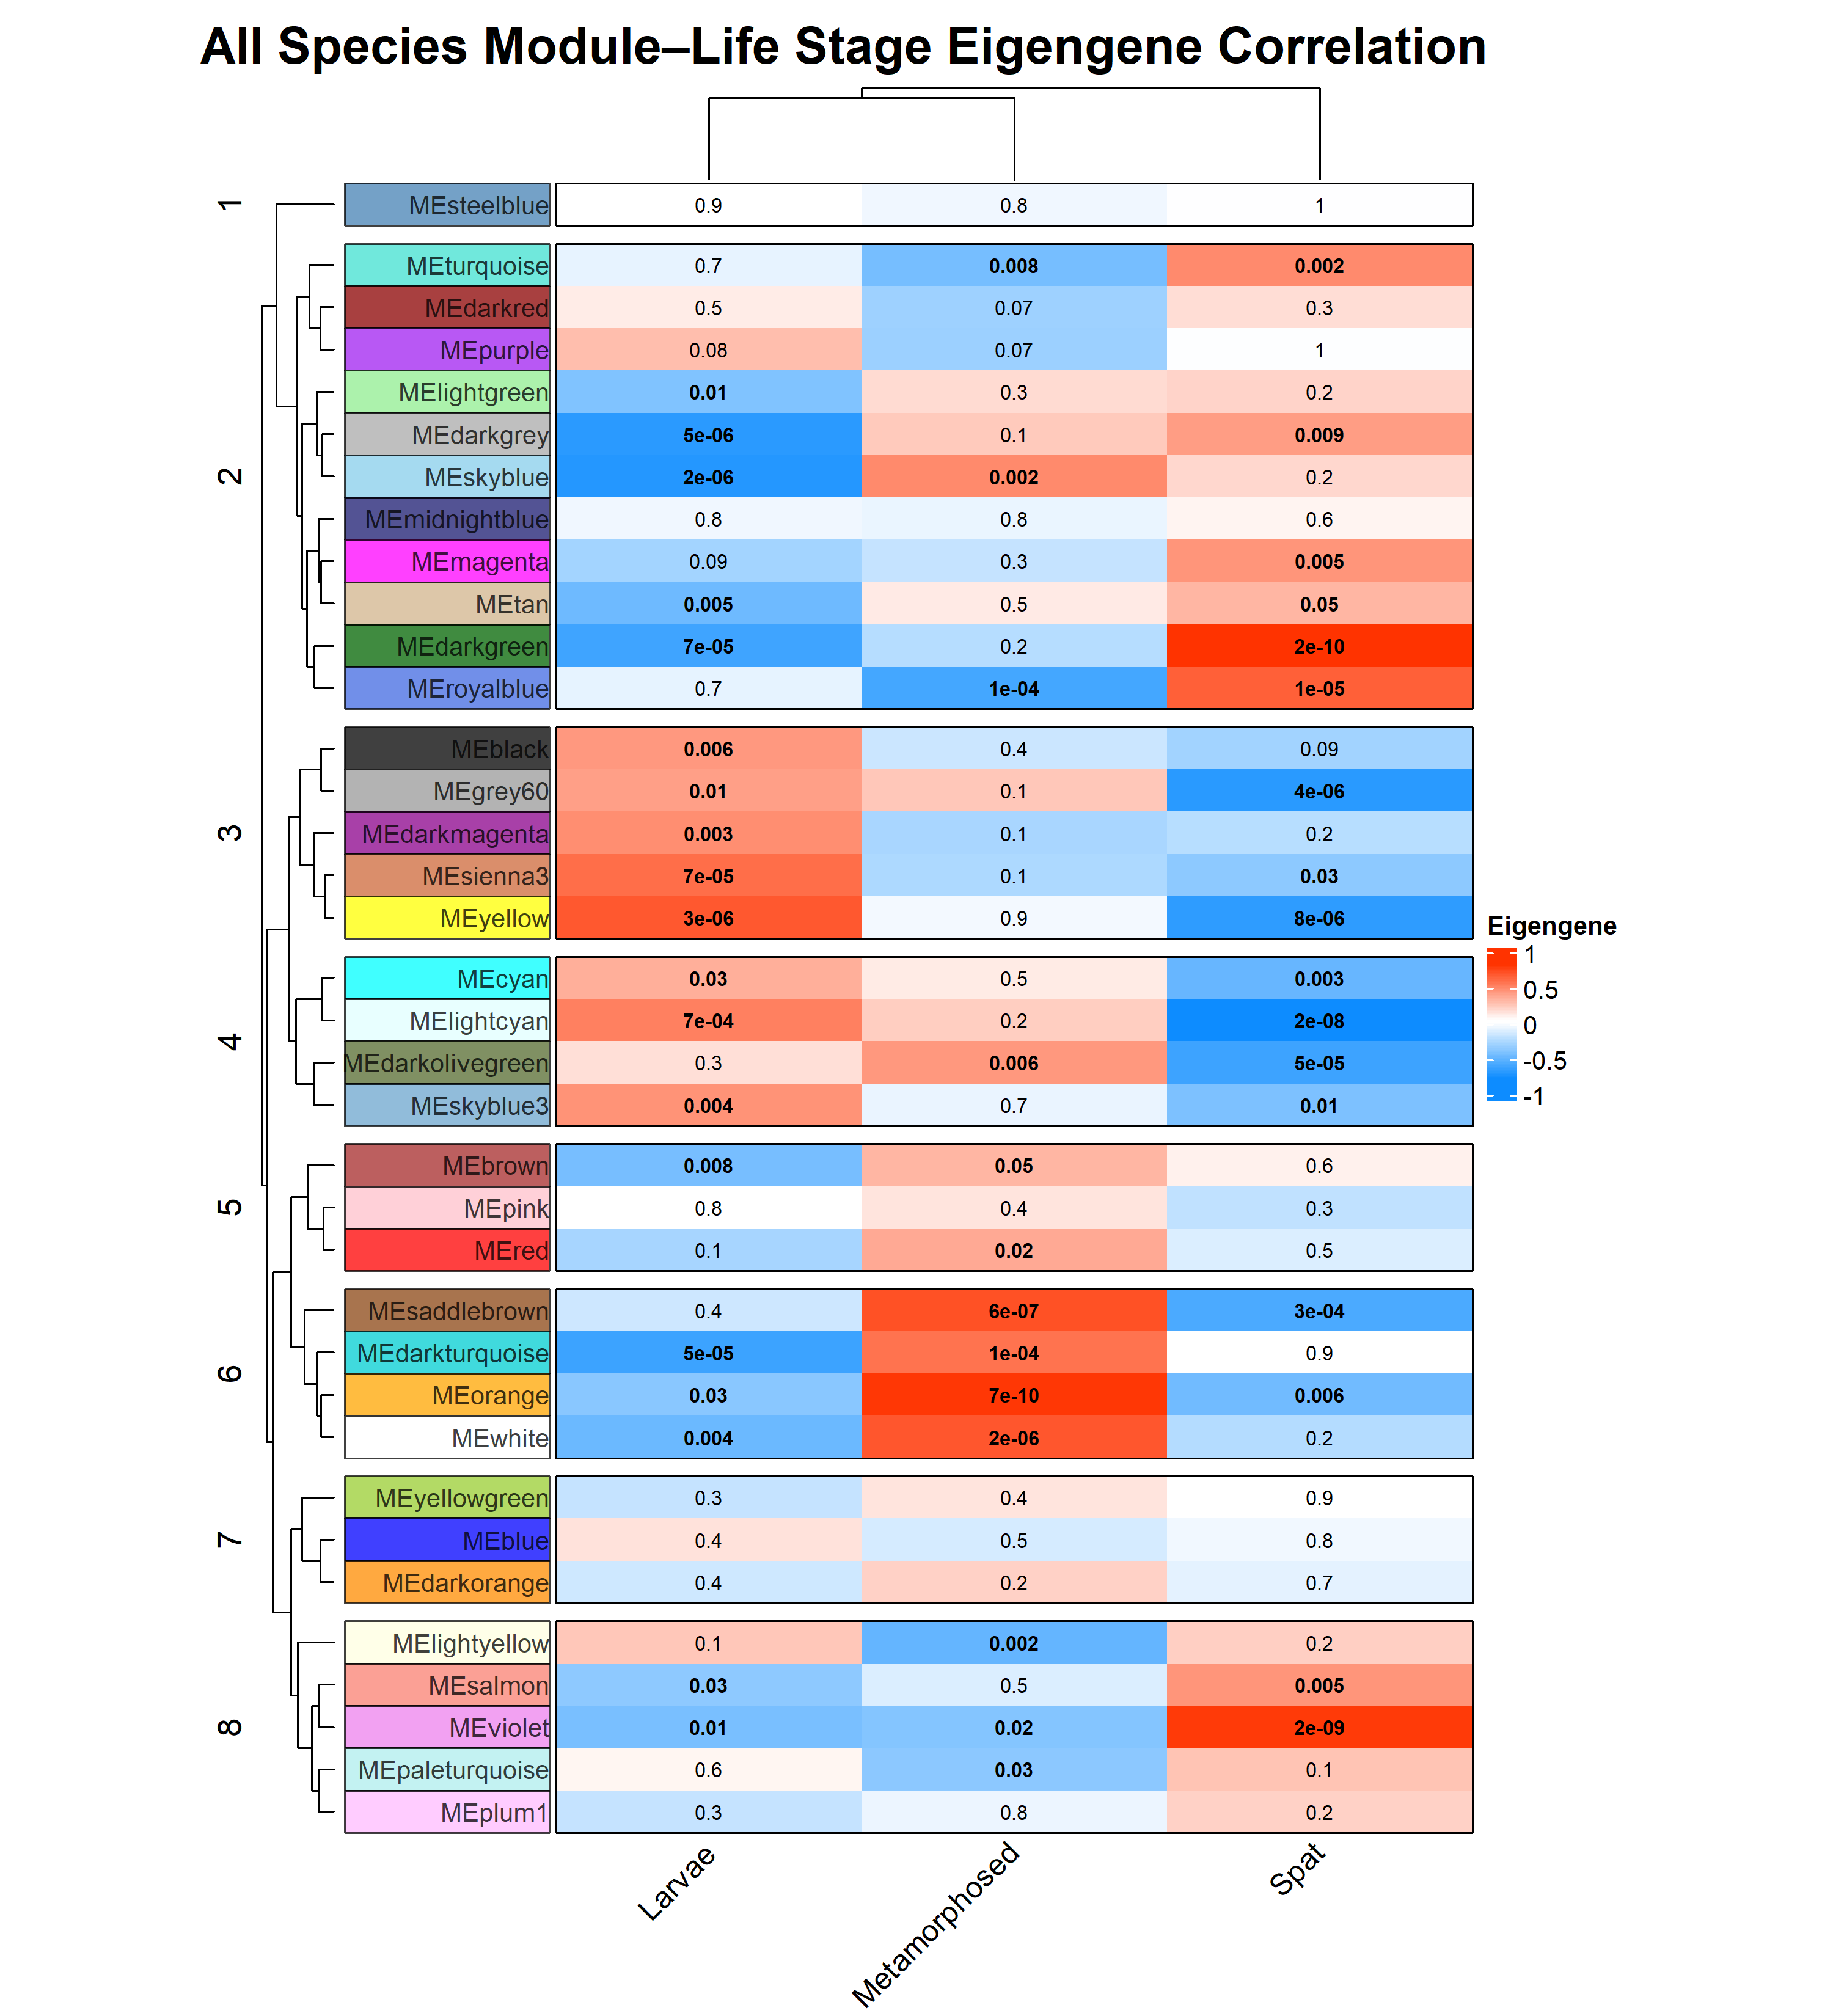 All Species Module–Life Stage Eigengene Correlation
1
MEsteelblue 0.9 0.8 1
2
MEturquoise 0.7 0.008 0.002
MEdarkred 0.5 0.07 0.3
MEpurple 0.08 0.07 1
MElightgreen 0.01 0.3 0.2
MEdarkgrey 5e-06 0.1 0.009
MEskyblue 2e-06 0.002 0.2
MEmidnightblue 0.8 0.8 0.6
MEmagenta 0.09 0.3 0.005
MEtan 0.005 0.5 0.05
MEdarkgreen 7e-05 0.2 2e-10
MEroyalblue 0.7 1e-04 1e-05
3
MEblack 0.006 0.4 0.09
MEgrey60 0.01 0.1 4e-06
MEdarkmagenta 0.003 0.1 0.2
MEsienna3 7e-05 0.1 0.03
MEyellow 3e-06 0.9 8e-06
4
MEcyan 0.03 0.5 0.003
MElightcyan 7e-04 0.2 2e-08
MEdarkolivegreen 0.3 0.006 5e-05
MEskyblue3 0.004 0.7 0.01
5
MEbrown 0.008 0.05 0.6
MEpink 0.8 0.4 0.3
MEred 0.1 0.02 0.5
6
MEsaddlebrown 0.4 6e-07 3e-04
MEdarkturquoise 5e-05 1e-04 0.9
MEorange 0.03 7e-10 0.006
MEwhite 0.004 2e-06 0.2
7
MEyellowgreen 0.3 0.4 0.9
MEblue 0.4 0.5 0.8
MEdarkorange 0.4 0.2 0.7
8
MElightyellow 0.1 0.002 0.2
MEsalmon 0.03 0.5 0.005
MEviolet 0.01 0.02 2e-09
MEpaleturquoise 0.6 0.03 0.1
MEplum1 0.3 0.8 0.2
Larvae
Metamorphosed
Spat
Eigengene
1
0.5
0
-0.5
-1